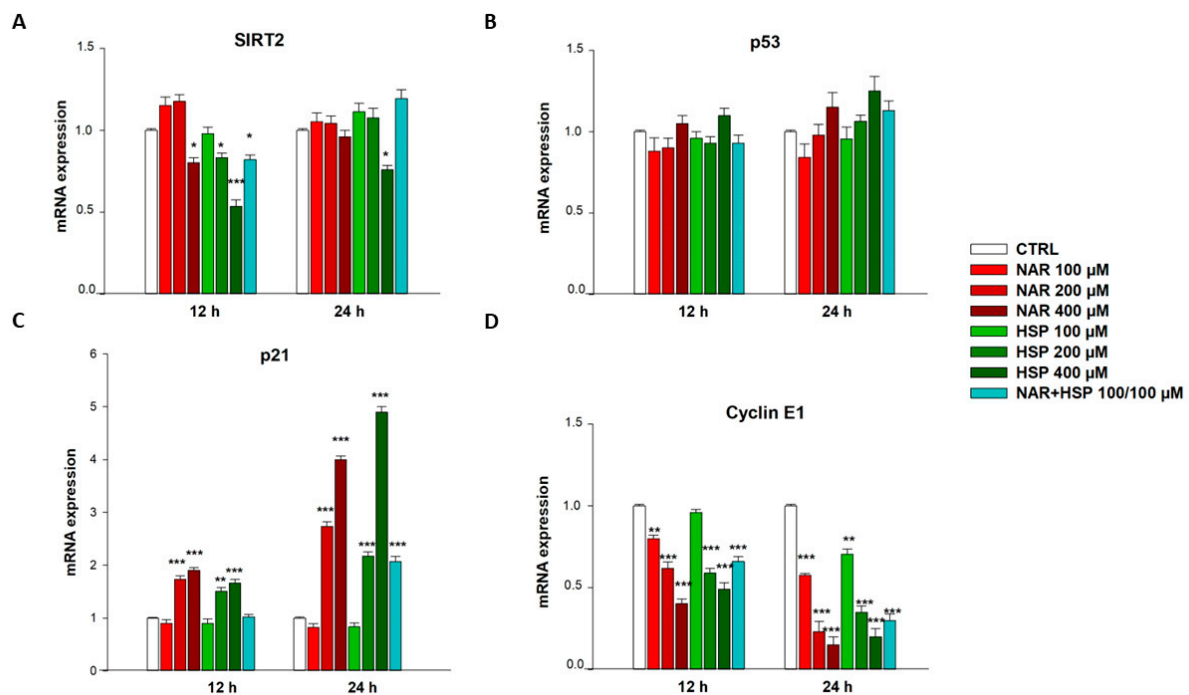 A
SIRT2
mRNA expression
1.5
1.0
0.5
0.0
*
*
***
*
*
12 h
24 h
B
p53
mRNA expression
1.5
1.0
0.5
0.0
12 h
24 h
CTRL
NAR 100 µM
NAR 200 µM
NAR 400 µM
HSP 100 µM
HSP 200 µM
HSP 400 µM
NAR+HSP 100/100 µM
C
p21
mRNA expression
6
5
4
3
2
1
0
***
***
**
***
***
***
***
***
***
12 h
24 h
D
Cyclin E1
mRNA expression
1.0
0.5
0.0
**
***
***
***
***
***
***
***
***
**
***
***
***
12 h
24 h